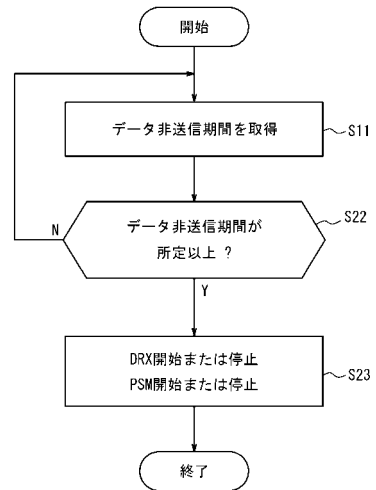 開始
データ非送信期間を取得
S11
データ非送信期間が
所定以上 ?
S22
N
Y
DRX開始または停止
PSM開始または停止
S23
終了